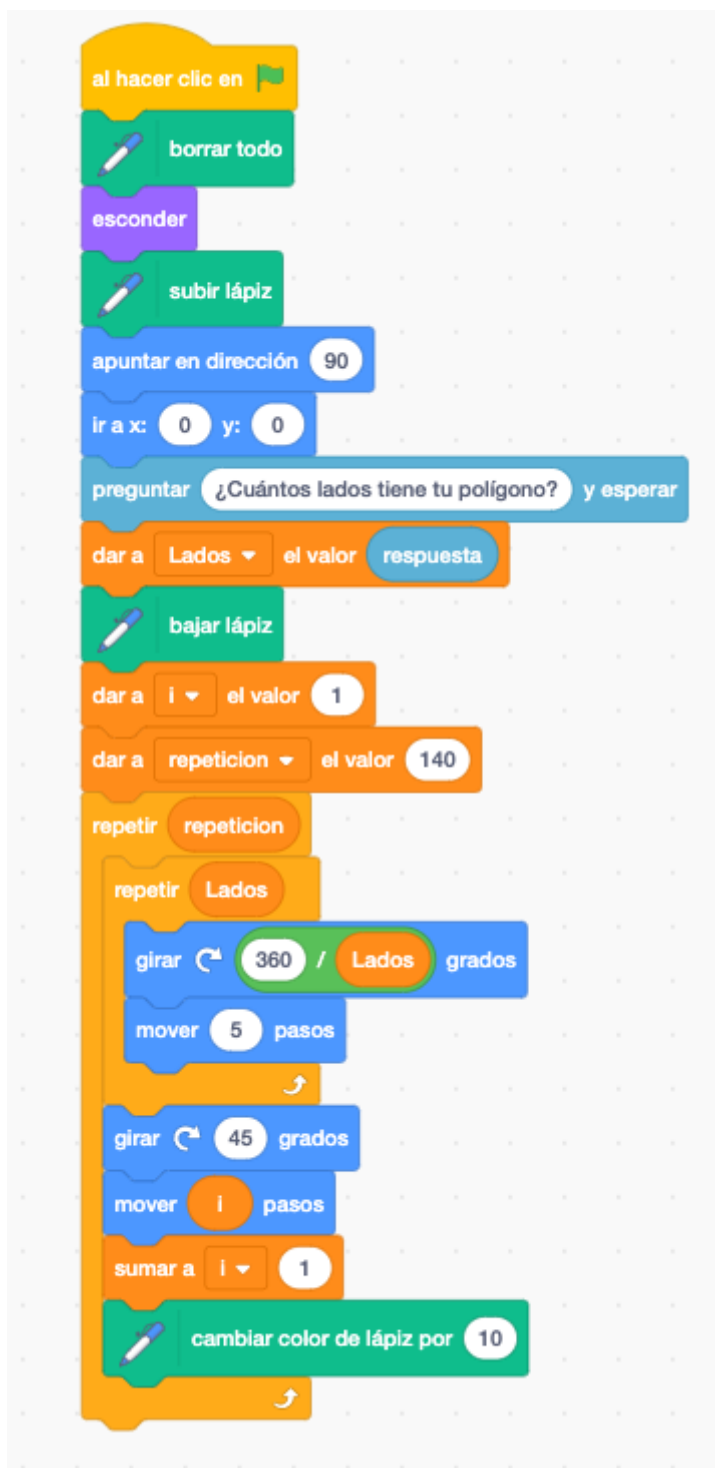 al hacer clic en
borrar todo
esconder
subir lápiz
apuntar en dirección 90
ir a x: 0 y: 0
preguntar ¿Cuántos lados tiene tu polígono? y esperar
dar a Lados el valor respuesta
bajar lápiz
dar a i el valor 1
dar a repeticion el valor 140
repetir repeticion
repetir Lados
girar 360 / Lados grados
mover 5 pasos
girar 45 grados
mover i pasos
sumar a i 1
cambiar color de lápiz por 10